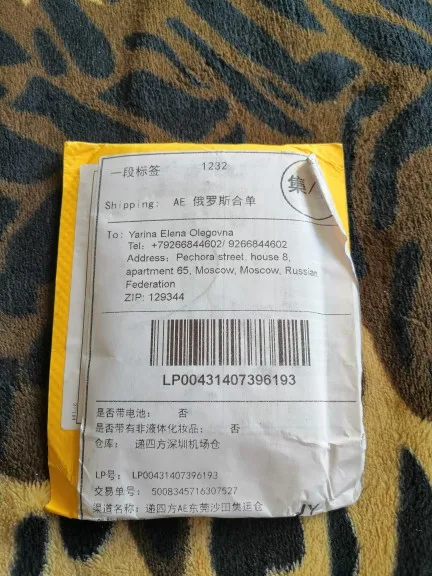 一段标签 1232
集
Shipping: AE 俄罗斯合单
To: Yarina Elena Olegovna
Tel: +79266844602/ 9266844602
Address: Pechora street, house 8,
apartment 65, Moscow, Moscow, Russian
Federation
ZIP: 129344
LP00431407396193
是否带电池: 否
是否带有非液体化妆品: 否
仓库: 递四方深圳机场仓
LP号: LP00431407396193
交易单号: 5008345716307527
渠道名称: 递四方AE东莞沙田集运仓
JY